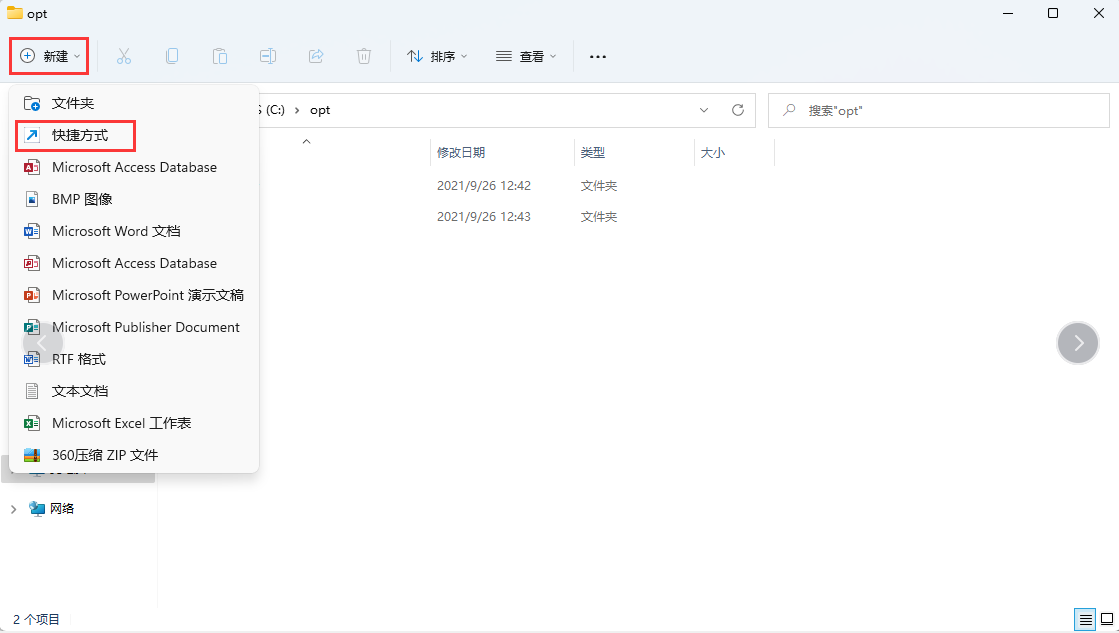 opt
新建
排序
查看
(C:) › opt
搜索"opt"
文件夹
快捷方式
Microsoft Access Database
BMP 图像
Microsoft Word 文档
Microsoft Access Database
Microsoft PowerPoint 演示文稿
Microsoft Publisher Document
RTF 格式
文本文档
Microsoft Excel 工作表
360压缩 ZIP 文件
修改日期 类型 大小
2021/9/26 12:42 文件夹
2021/9/26 12:43 文件夹
网络
2 个项目